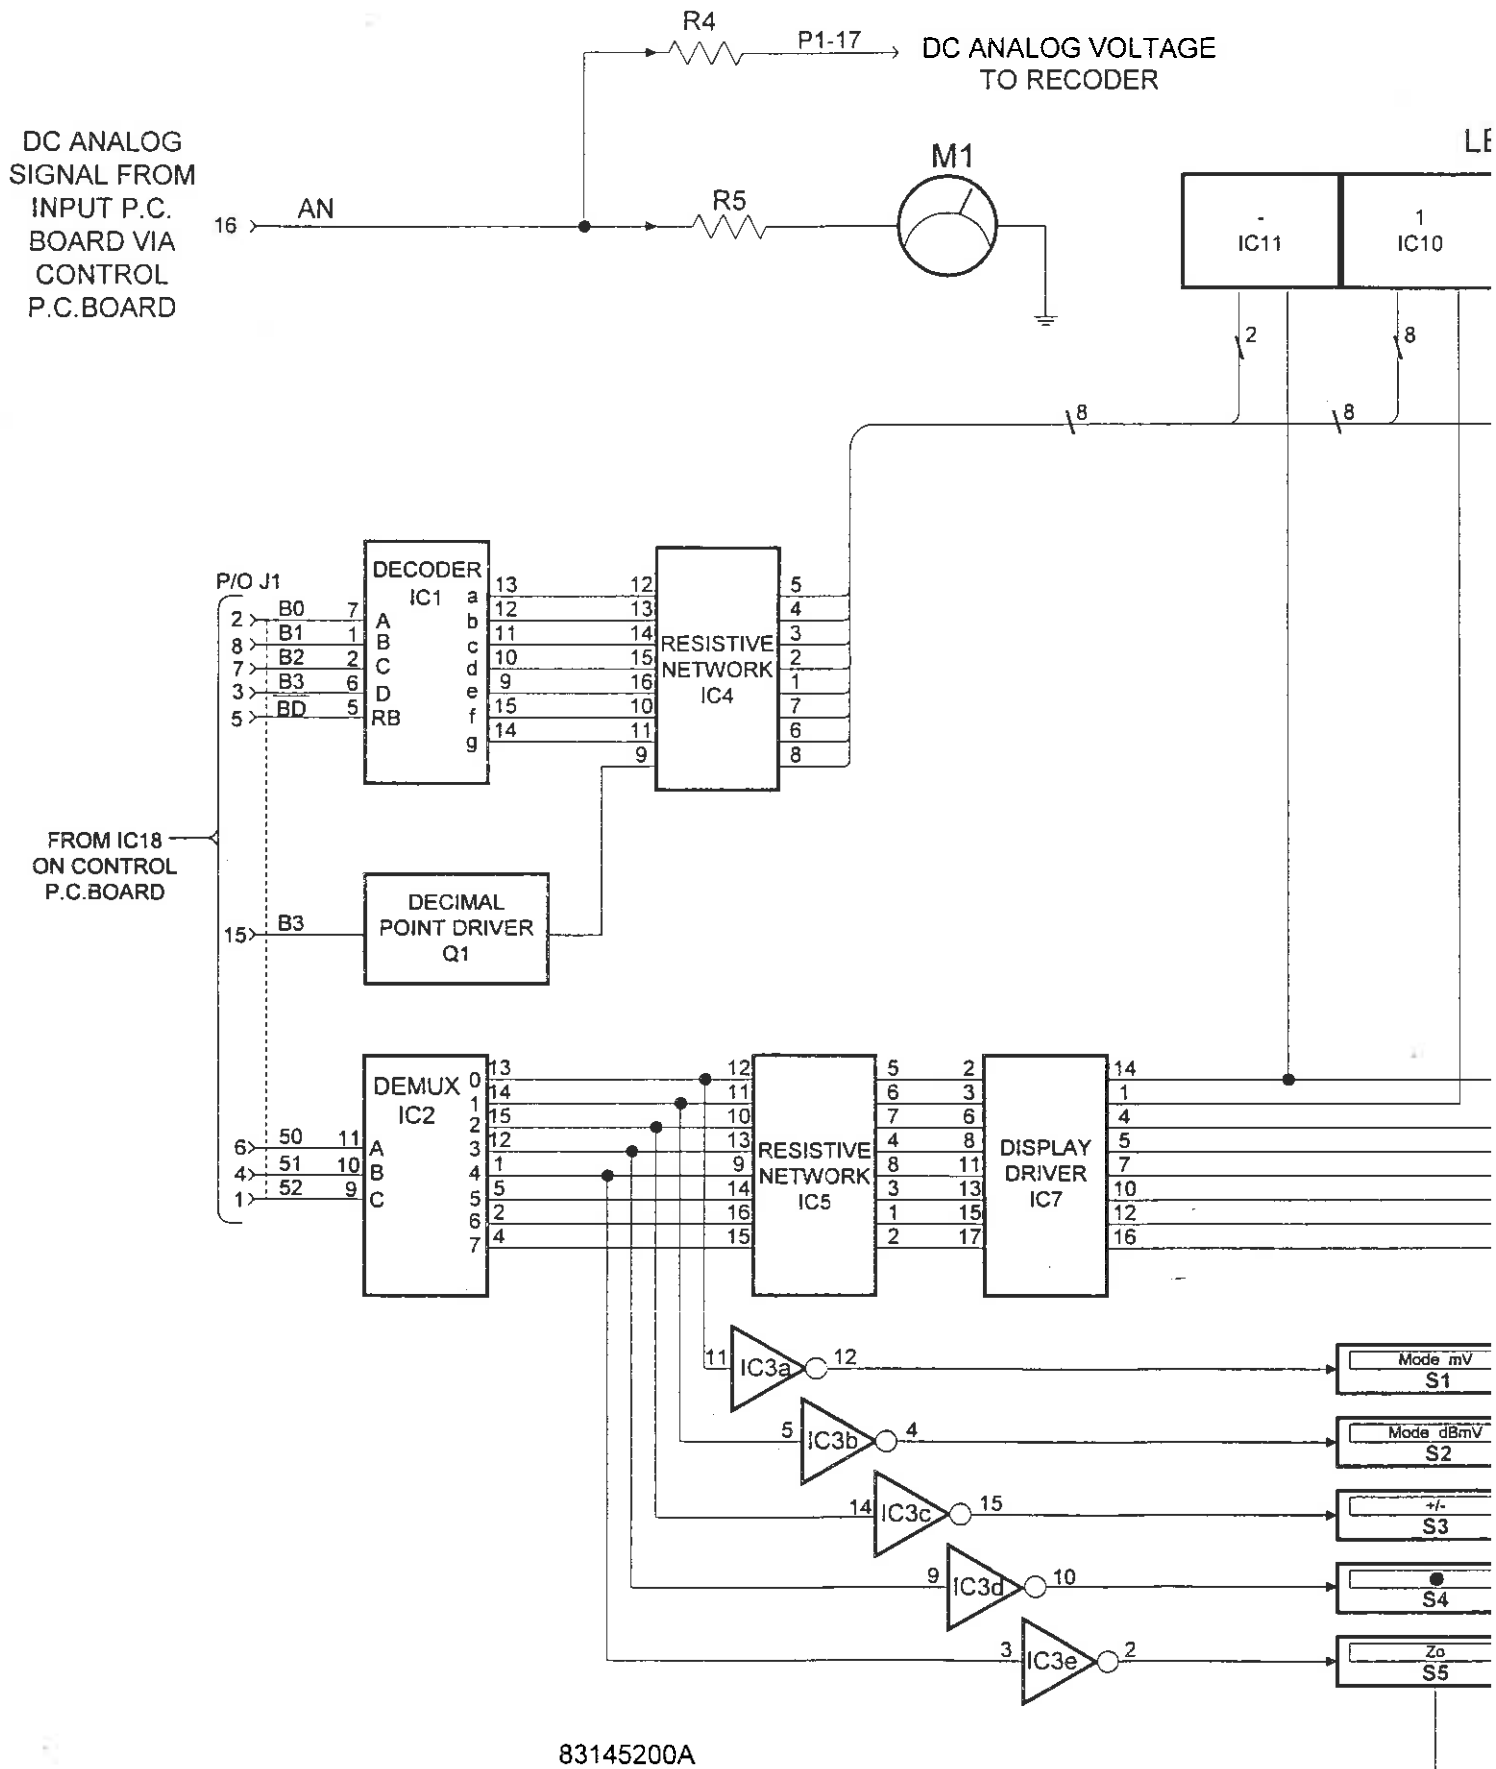 R4
P1-17
DC ANALOG VOLTAGE
TO RECODER
DC ANALOG
SIGNAL FROM
INPUT P.C.
BOARD VIA
CONTROL
P.C.BOARD
16
AN
R5
M1
LE
-
IC11
1
IC10
2
8
8
8
P/O J1
2 B0 7
8 B1 1
7 B2 2
3 B3 6
5 BD 5
DECODER
IC1
A
B
C
D
RB
a
b
c
d
e
f
g
13 12
12 13
11 14
10 15
9 16
15 10
14 11
9
RESISTIVE
NETWORK
IC4
5
4
3
2
1
7
6
8
FROM IC18
ON CONTROL
P.C.BOARD
15 B3
DECIMAL
POINT DRIVER
Q1
6 50 11
4 51 10
1 52 9
DEMUX
IC2
A
B
C
0
1
2
3
4
5
6
7
13 12
14 11
15 10
12 13
1 9
5 14
2 16
4 15
RESISTIVE
NETWORK
IC5
5 2
6 3
7 6
4 8
8 11
3 13
1 15
2 17
DISPLAY
DRIVER
IC7
14
1
4
5
7
10
12
16
11 IC3a 12
Mode mV
S1
5 IC3b 4
Mode dBmV
S2
14 IC3c 15
+/-
S3
9 IC3d 10
S4
3 IC3e 2
Zo
S5
83145200A